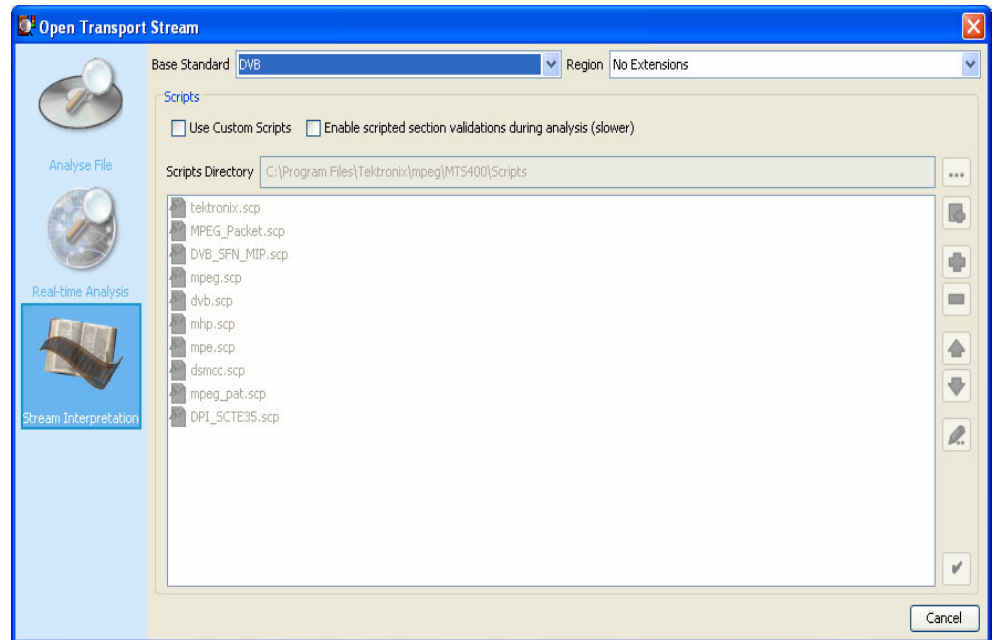 Open Transport Stream
Base Standard DVB Region No Extensions
Scripts
Use Custom Scripts Enable scripted section validations during analysis (slower)
Analyse File
Scripts Directory C:\Program Files\Tektronix\mpeg\MTS400\Scripts
...
tektronix.scp
MPEG_Packet.scp
DVB_SFN_MIP.scp
mpeg.scp
Real-time Analysis
dvb.scp
mhp.scp
mpe.scp
dsmcc.scp
mpeg_pat.scp
Stream Interpretation
DPI_SCTE35.scp
Cancel